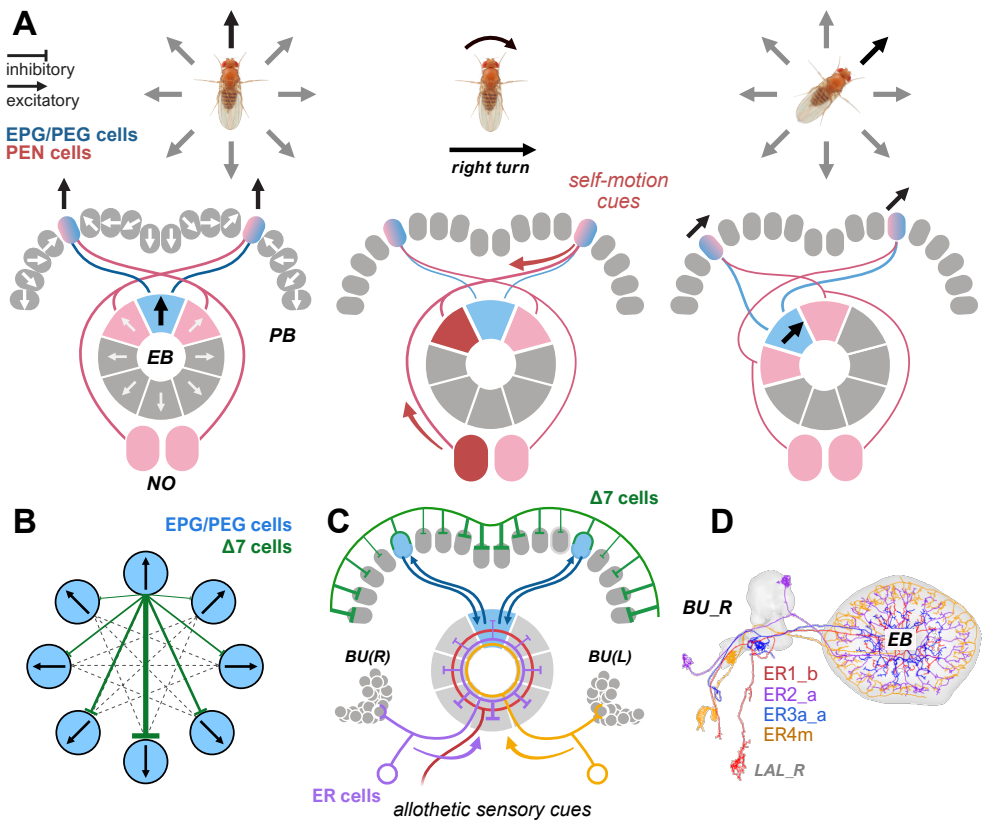 A
inhibitory
excitatory
EPG/PEG cells
PEN cells
right turn
self-motion
cues
EB
PB
NO
B
EPG/PEG cells
Δ7 cells
C
Δ7 cells
BU(R)
BU(L)
ER cells
allothetic sensory cues
D
BU_R
EB
ER1_b
ER2_a
ER3a_a
ER4m
LAL_R